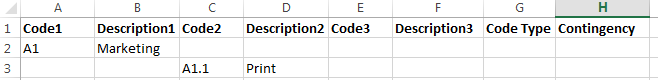 A B C D E F G H
1 Code1 Description1 Code2 Description2 Code3 Description3 Code Type Contingency
2 A1 Marketing
3 A1.1 Print